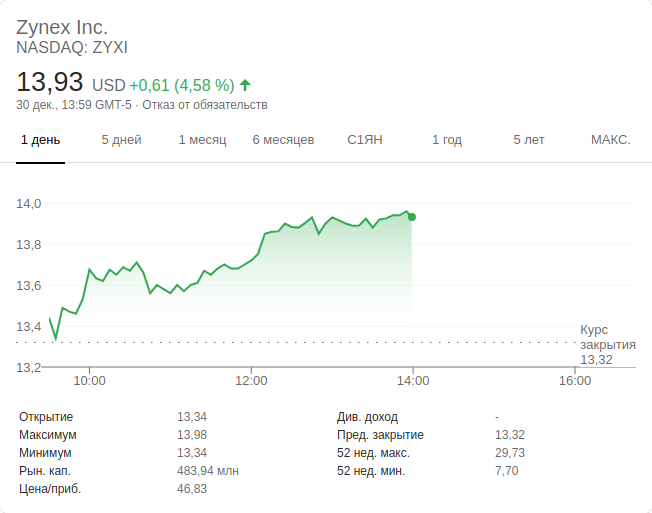 Zynex Inc.
NASDAQ: ZYXI
13,93 USD +0,61 (4,58 %)
30 дек., 13:59 GMT-5 · Отказ от обязательств
1 день 5 дней 1 месяц 6 месяцев С1ЯН 1 год 5 лет МАКС.
14,0
13,8
13,6
13,4
Курс
закрытия
13,32
13,2
10:00 12:00 14:00 16:00
Открытие 13,34 Див. доход -
Максимум 13,98 Пред. закрытие 13,32
Минимум 13,34 52 нед. макс. 29,73
Рын. кап. 483,94 млн 52 нед. мин. 7,70
Цена/приб. 46,83